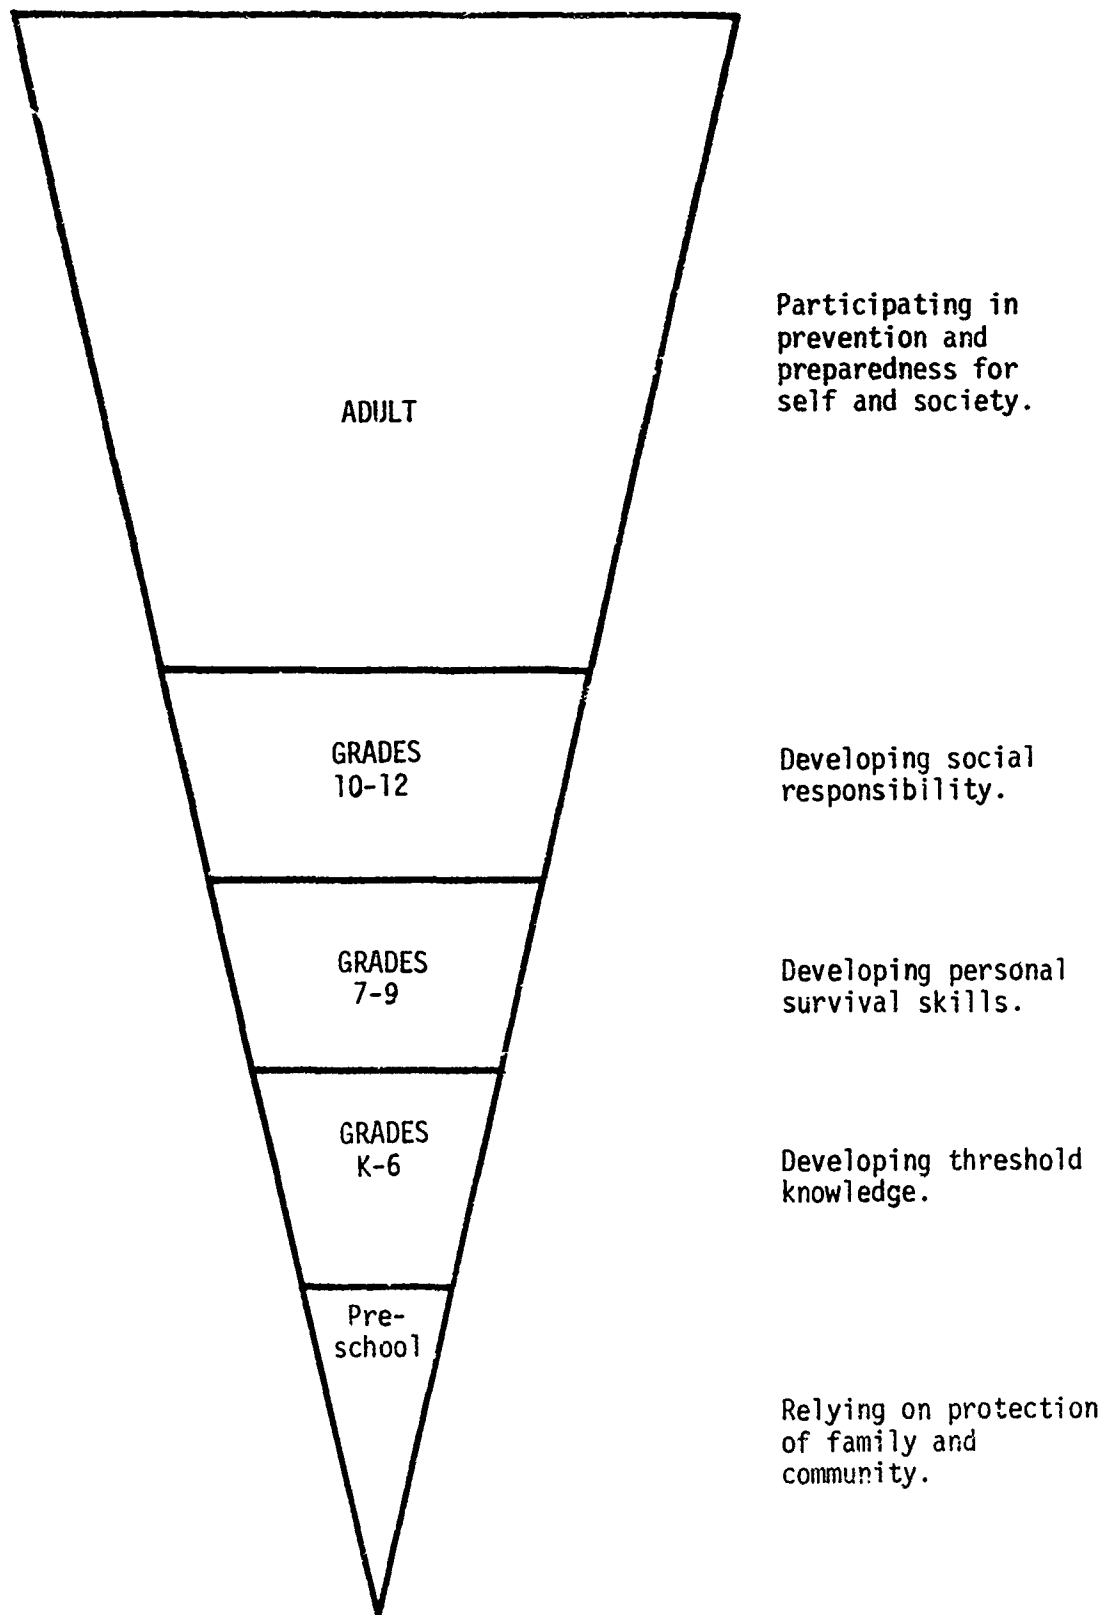 Participating in
prevention and
preparedness for
self and society.
ADULT
GRADES
10-12
Developing social
responsibility.
GRADES
7-9
Developing personal
survival skills.
GRADES
K-6
Developing threshold
knowledge.
Pre-
school
Relying on protection
of family and
community.